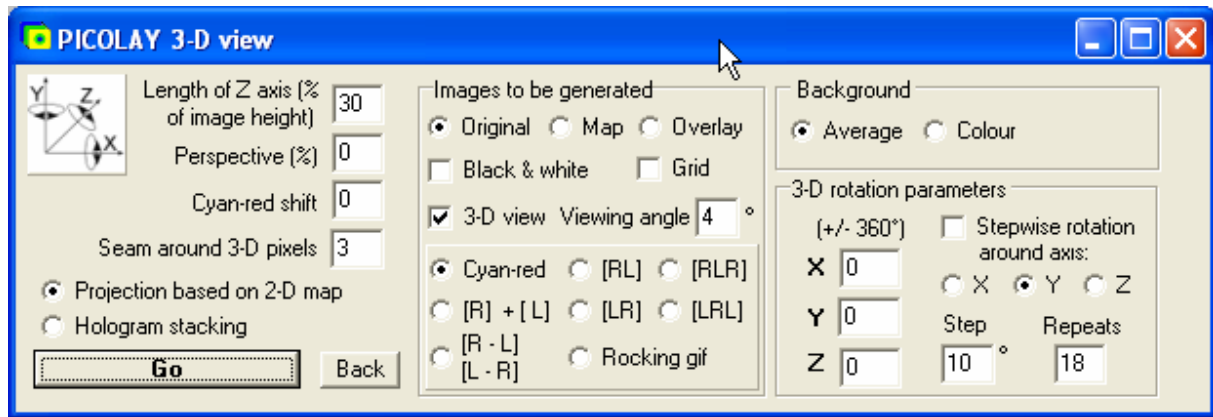 PICOLAY 3-D view
Y Z X
Length of Z axis (%
of image height) 30
Perspective (%) 0
Cyan-red shift 0
Seam around 3-D pixels 3
Projection based on 2-D map
Hologram stacking
Go Back
Images to be generated
Original Map Overlay
Black & white Grid
3-D view Viewing angle 4 °
Cyan-red [RL] [RLR]
[R] + [ L] [LR] [LRL]
[R - L]
[L - R] Rocking gif
Background
Average Colour
3-D rotation parameters
(+/- 360°)
X 0
Y 0
Z 0
Stepwise rotation
around axis:
X Y Z
Step Repeats
10 ° 18